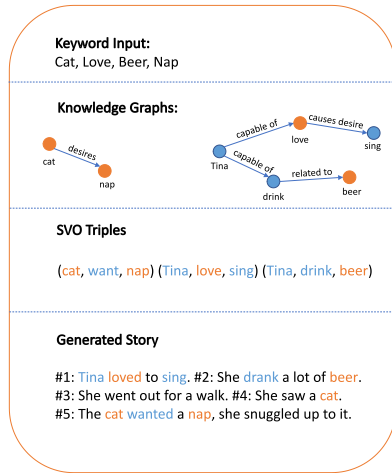 Keyword Input:
Cat, Love, Beer, Nap
Knowledge Graphs:
cat
desires
nap
Tina
capable of
love
causes desire
sing
capable of
drink
related to
beer
SVO Triples
(cat, want, nap) (Tina, love, sing) (Tina, drink, beer)
Generated Story
#1: Tina loved to sing. #2: She drank a lot of beer.
#3: She went out for a walk. #4: She saw a cat.
#5: The cat wanted a nap, she snuggled up to it.